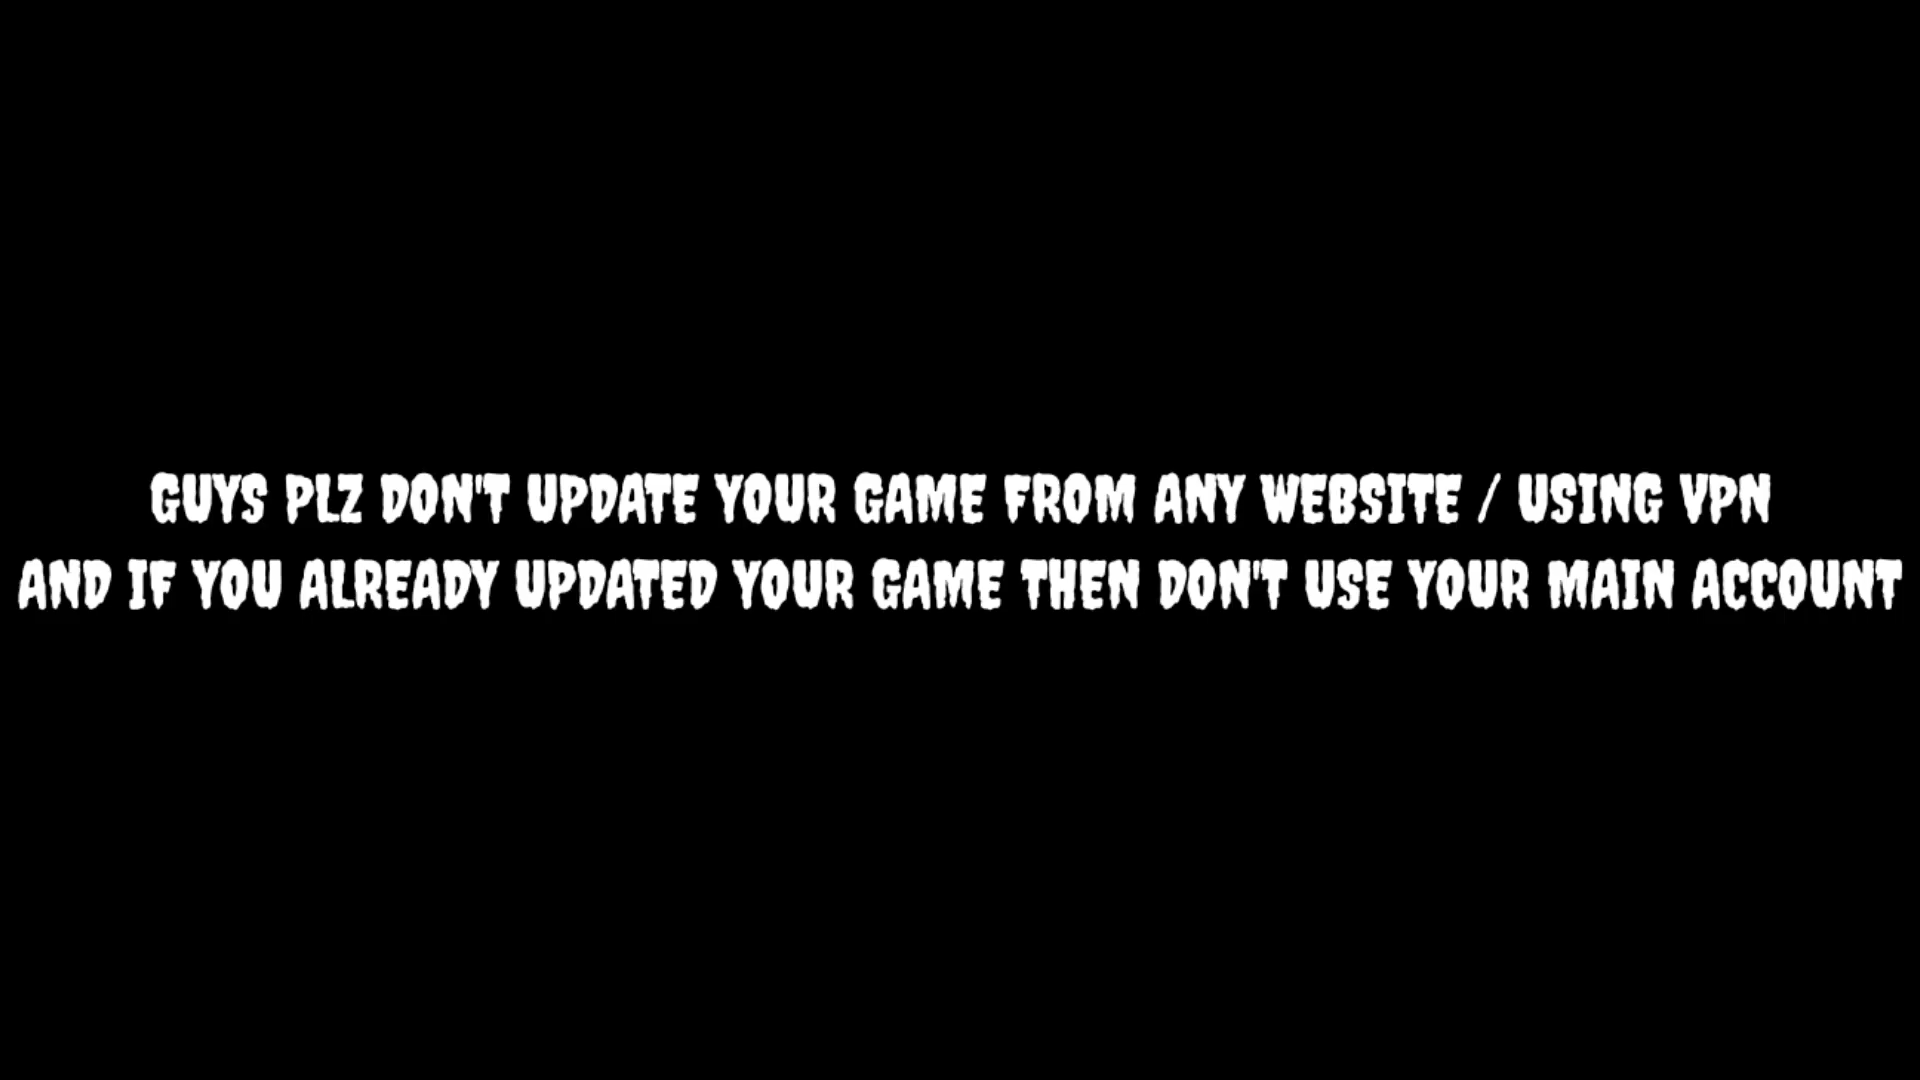 GUYS PLZ DON'T UPDATE YOUR GAME FROM ANY WEBSITE / USING VPN
AND IF YOU ALREADY UPDATED YOUR GAME THEN DON'T USE YOUR MAIN ACCOUNT